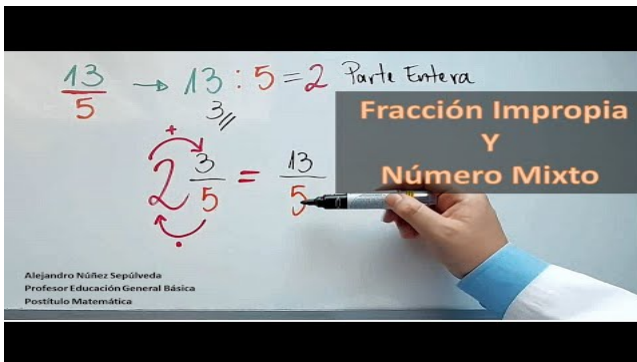 13/5 → 13 : 5 = 2 Parte Entera
3//
+
2 3/5 = 13/5
·
Fracción Impropia
Y
Número Mixto
Alejandro Núñez Sepúlveda
Profesor Educación General Básica
Postítulo Matemática